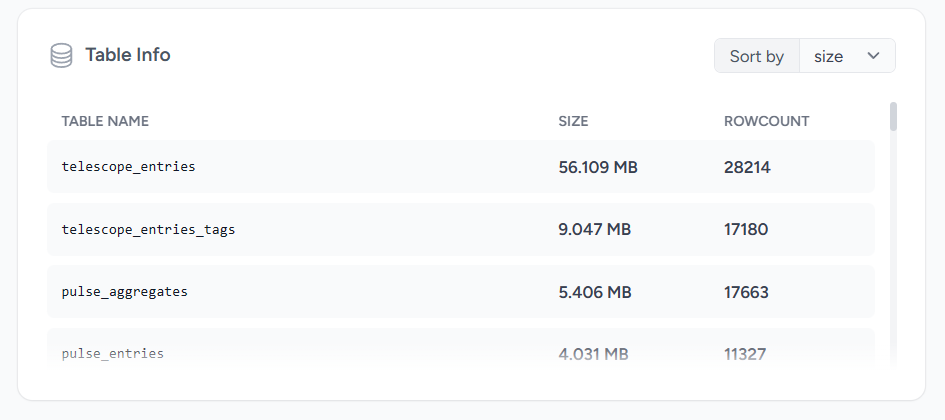 Table Info
Sort by size
TABLE NAME SIZE ROWCOUNT
telescope_entries 56.109 MB 28214
telescope_entries_tags 9.047 MB 17180
pulse_aggregates 5.406 MB 17663
pulse_entries 4.031 MB 11327